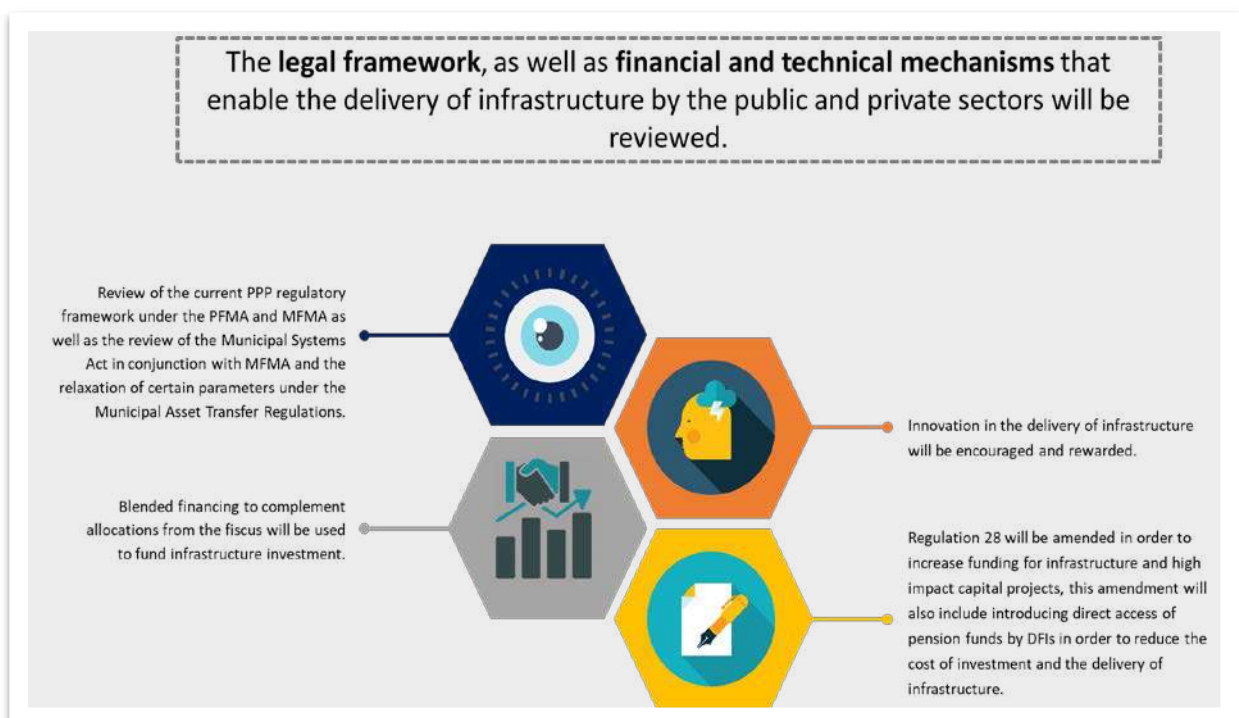 The legal framework, as well as financial and technical mechanisms that
enable the delivery of infrastructure by the public and private sectors will be
reviewed.
Review of the current PPP regulatory
framework under the PFMA and MFMA as
well as the review of the Municipal Systems
Act in conjunction with MFMA and the
relaxation of certain parameters under the
Municipal Asset Transfer Regulations.
Innovation in the delivery of infrastructure
will be encouraged and rewarded.
Blended financing to complement
allocations from the fiscus will be used
to fund infrastructure investment.
Regulation 28 will be amended in order to
increase funding for infrastructure and high
impact capital projects, this amendment will
also include introducing direct access of
pension funds by DFIs in order to reduce the
cost of investment and the delivery of
infrastructure.